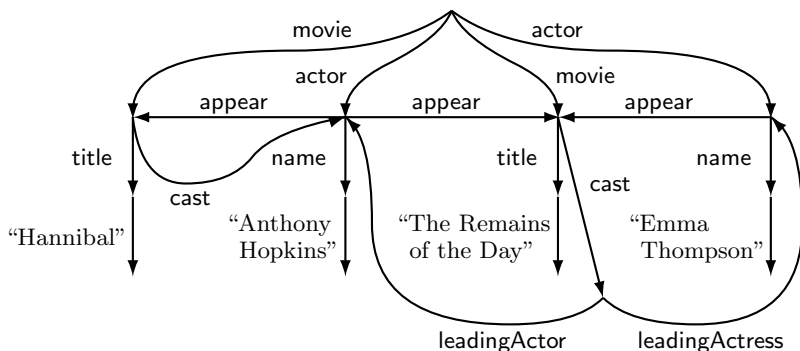 movie
actor
actor
movie
appear
appear
appear
title
name
title
name
cast
cast
“Hannibal”
“Anthony
Hopkins”
“The Remains
of the Day”
“Emma
Thompson”
leadingActor
leadingActress